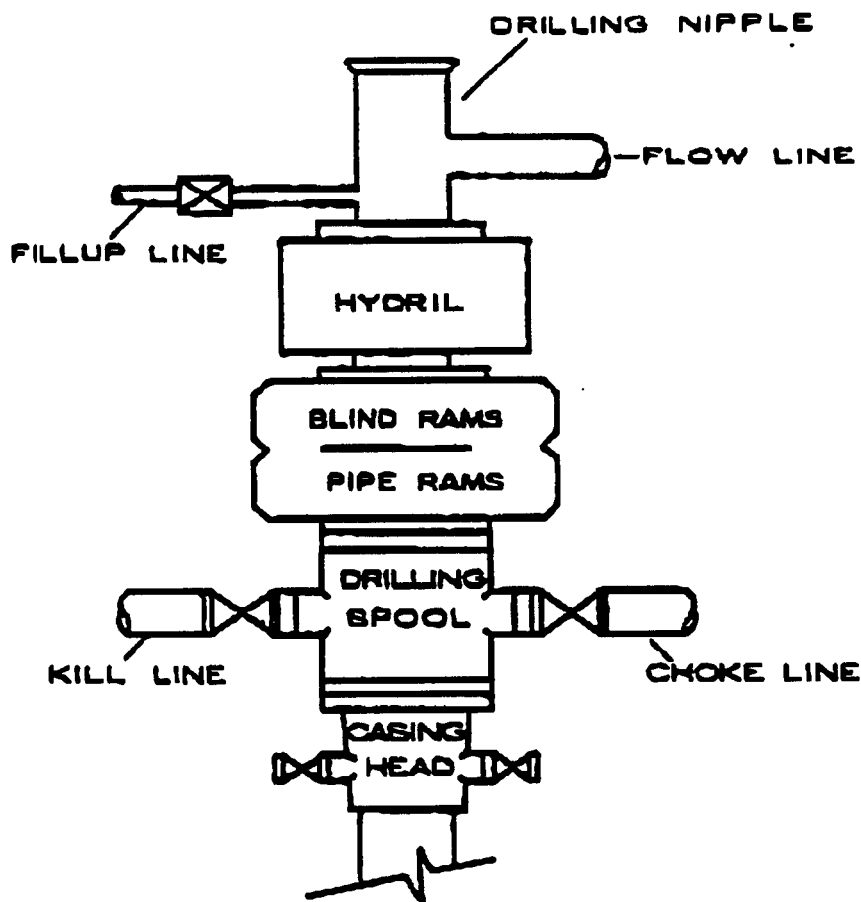 DRILLING NIPPLE
FLOW LINE
FILLUP LINE
HYDRIL
BLIND RAMS
PIPE RAMS
DRILLING
SPOOL
KILL LINE
CHOKE LINE
CASING
HEAD